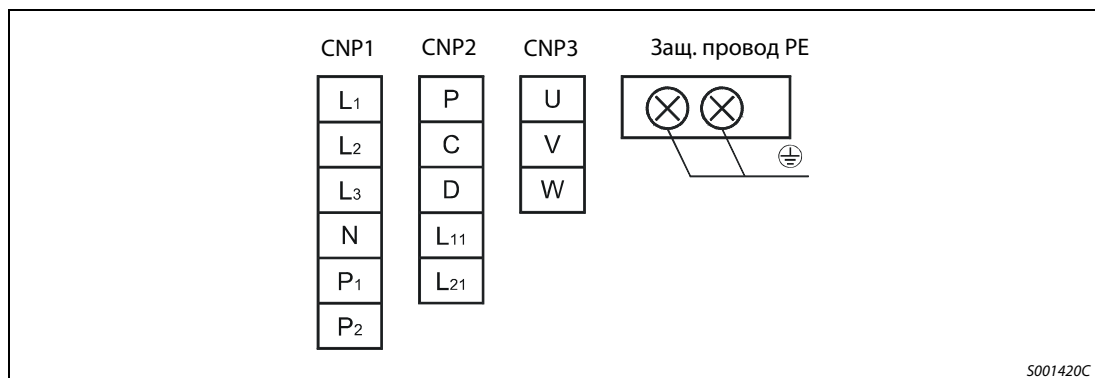 CNP1 CNP2 CNP3 Защ. провод PE
L1 P U
L2 C V
L3 D W
N L11
P1 L21
P2
S001420C